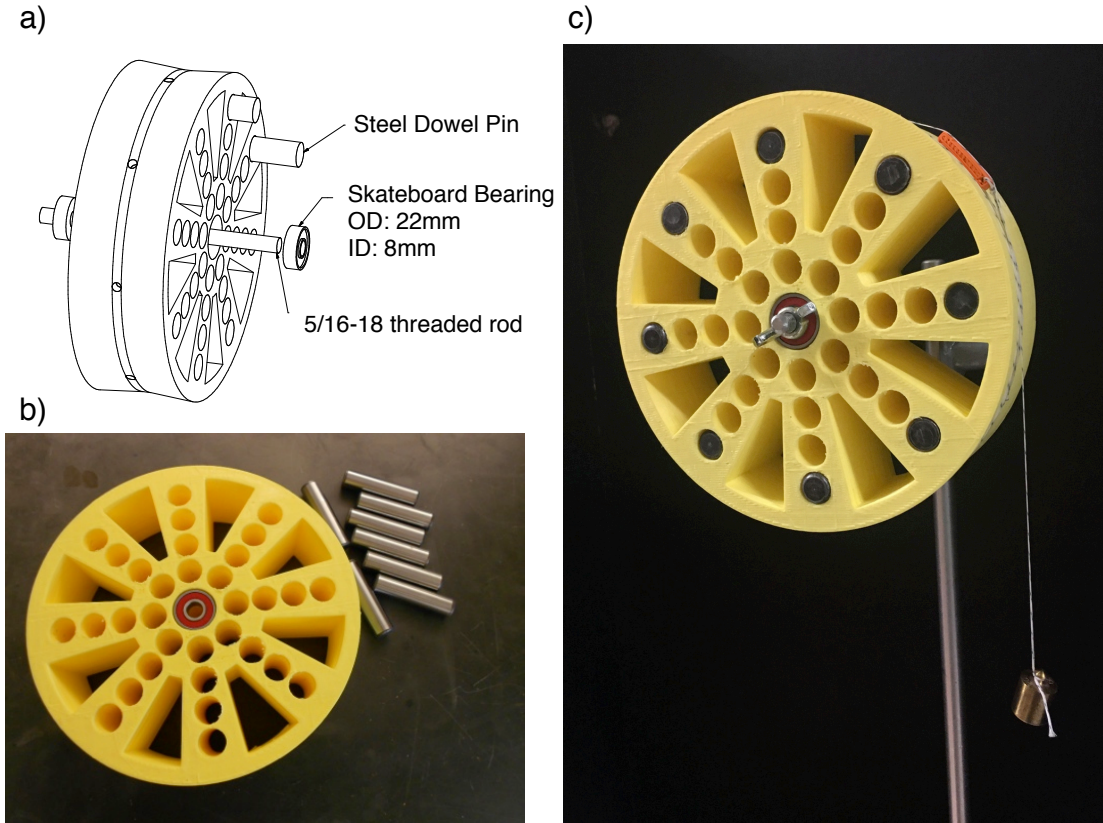 a)
Steel Dowel Pin
Skateboard Bearing
OD: 22mm
ID: 8mm
5/16-18 threaded rod
b)
c)